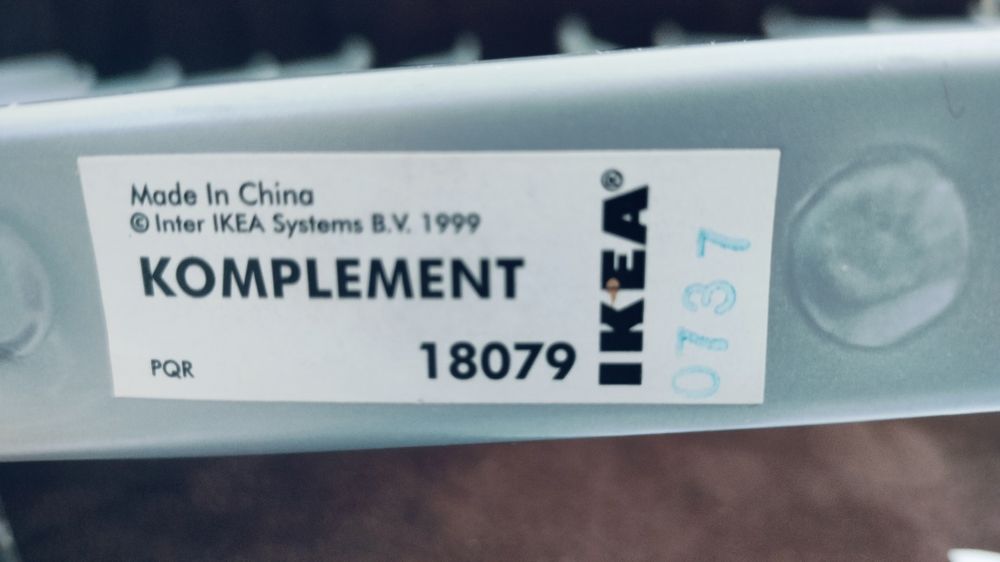 Made In China
© Inter IKEA Systems B.V. 1999
KOMPLEMENT
PQR
18079
IKEA®
0737